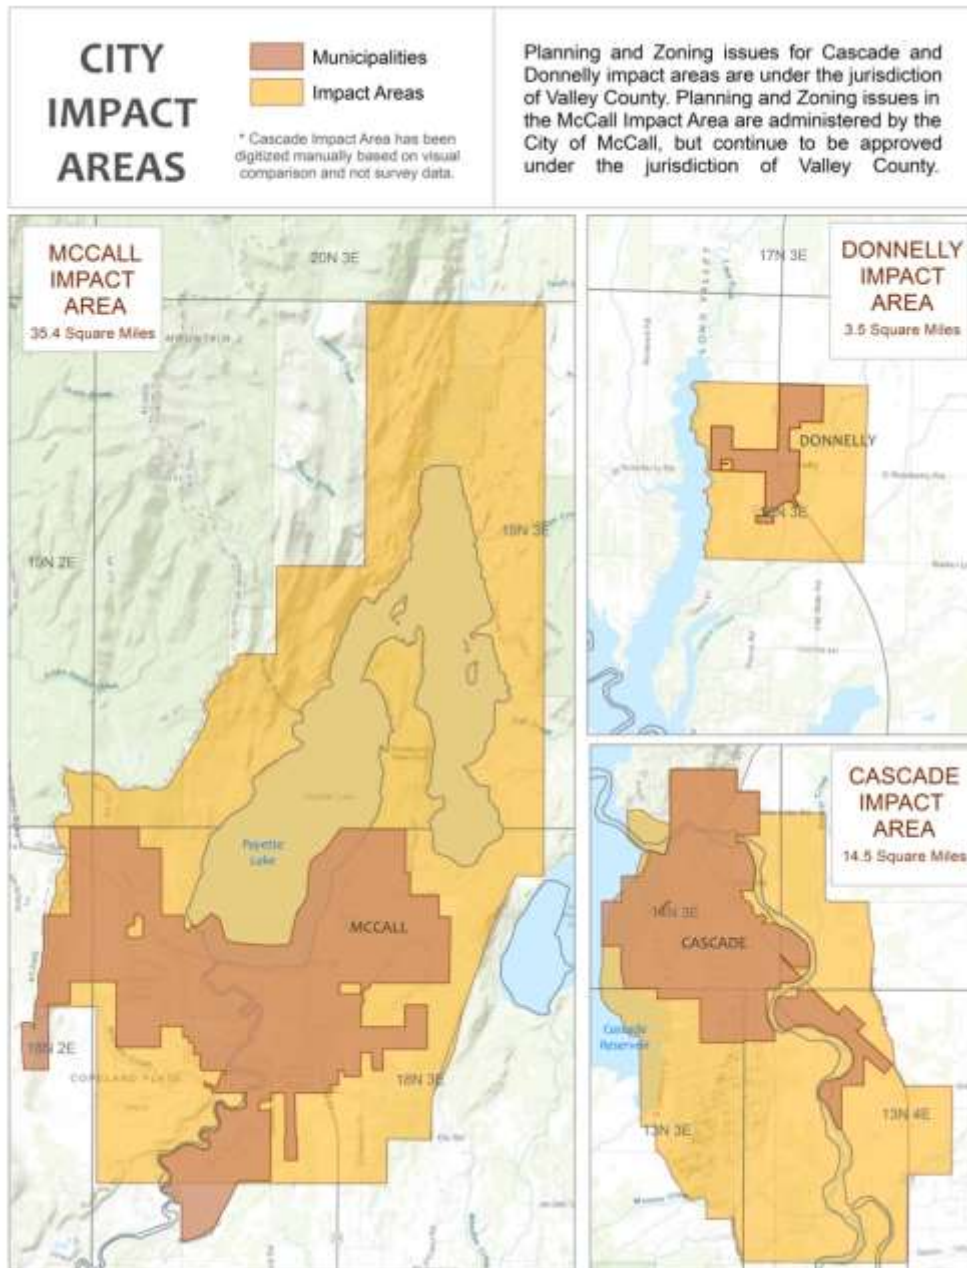 CITY
IMPACT
AREAS
Municipalities
Impact Areas
* Cascade Impact Area has been
digitized manually based on visual
comparison and not survey data.
Planning and Zoning issues for Cascade and
Donnelly impact areas are under the jurisdiction
of Valley County. Planning and Zoning issues in
the McCall Impact Area are administered by the
City of McCall, but continue to be approved
under the jurisdiction of Valley County.
MCCALL
IMPACT
AREA
35.4 Square Miles
20N 3E
19N 2E
19N 3E
Payette
Lake
MCCALL
18N 2E
COPELAND
18N 3E
DONNELLY
IMPACT
AREA
3.5 Square Miles
17N 3E
LONG VALLEY
DONNELLY
3E
CASCADE
IMPACT
AREA
14.5 Square Miles
14N 3E
CASCADE
Cascade
Reservoir
13N 3E
13N 4E